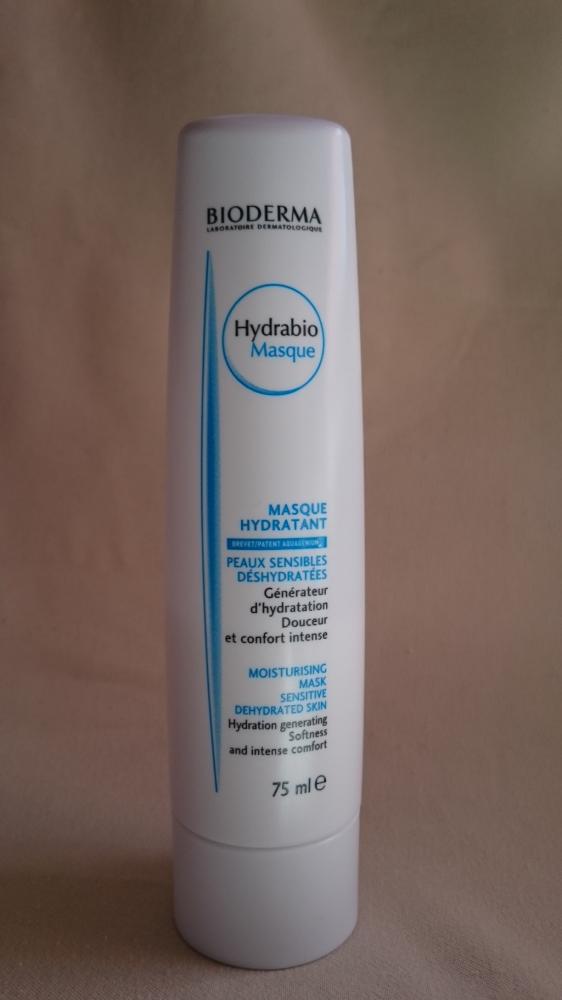 BIODERMA
LABORATOIRE DERMATOLOGIQUE
Hydrabio
Masque
MASQUE
HYDRATANT
BREVET/PATENT AQUAGENIUM
PEAUX SENSIBLES
DÉSHYDRATÉES
Générateur
d'hydratation
Douceur
et confort intense
MOISTURISING
MASK
SENSITIVE
DEHYDRATED SKIN
Hydration generating
Softness
and intense comfort
75 ml ℮